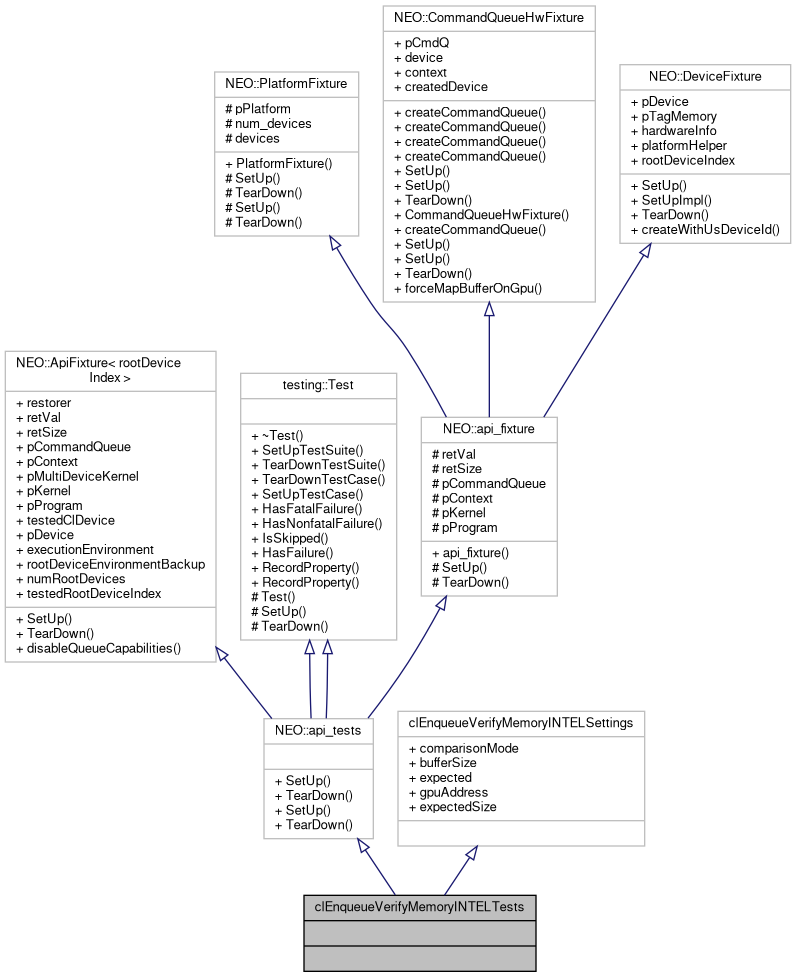 NEO::CommandQueueHwFixture
+ pCmdQ
+ device
+ context
+ createdDevice
+ createCommandQueue()
+ createCommandQueue()
+ createCommandQueue()
+ createCommandQueue()
+ SetUp()
+ SetUp()
+ TearDown()
+ CommandQueueHwFixture()
+ createCommandQueue()
+ SetUp()
+ SetUp()
+ TearDown()
+ forceMapBufferOnGpu()
NEO::PlatformFixture
# pPlatform
# num_devices
# devices
+ PlatformFixture()
# SetUp()
# TearDown()
# SetUp()
# TearDown()
NEO::DeviceFixture
+ pDevice
+ pTagMemory
+ hardwareInfo
+ platformHelper
+ rootDeviceIndex
+ SetUp()
+ SetUpImpl()
+ TearDown()
+ createWithUsDeviceId()
NEO::ApiFixture< rootDevice
Index >
+ restorer
+ retVal
+ retSize
+ pCommandQueue
+ pContext
+ pMultiDeviceKernel
+ pKernel
+ pProgram
+ testedClDevice
+ pDevice
+ executionEnvironment
+ rootDeviceEnvironmentBackup
+ numRootDevices
+ testedRootDeviceIndex
+ SetUp()
+ TearDown()
+ disableQueueCapabilities()
testing::Test
+ ~Test()
+ SetUpTestSuite()
+ TearDownTestSuite()
+ TearDownTestCase()
+ SetUpTestCase()
+ HasFatalFailure()
+ HasNonfatalFailure()
+ IsSkipped()
+ HasFailure()
+ RecordProperty()
+ RecordProperty()
# Test()
# SetUp()
# TearDown()
NEO::api_fixture
# retVal
# retSize
# pCommandQueue
# pContext
# pKernel
# pProgram
+ api_fixture()
# SetUp()
# TearDown()
NEO::api_tests
+ SetUp()
+ TearDown()
+ SetUp()
+ TearDown()
clEnqueueVerifyMemoryINTELSettings
+ comparisonMode
+ bufferSize
+ expected
+ gpuAddress
+ expectedSize
clEnqueueVerifyMemoryINTELTests